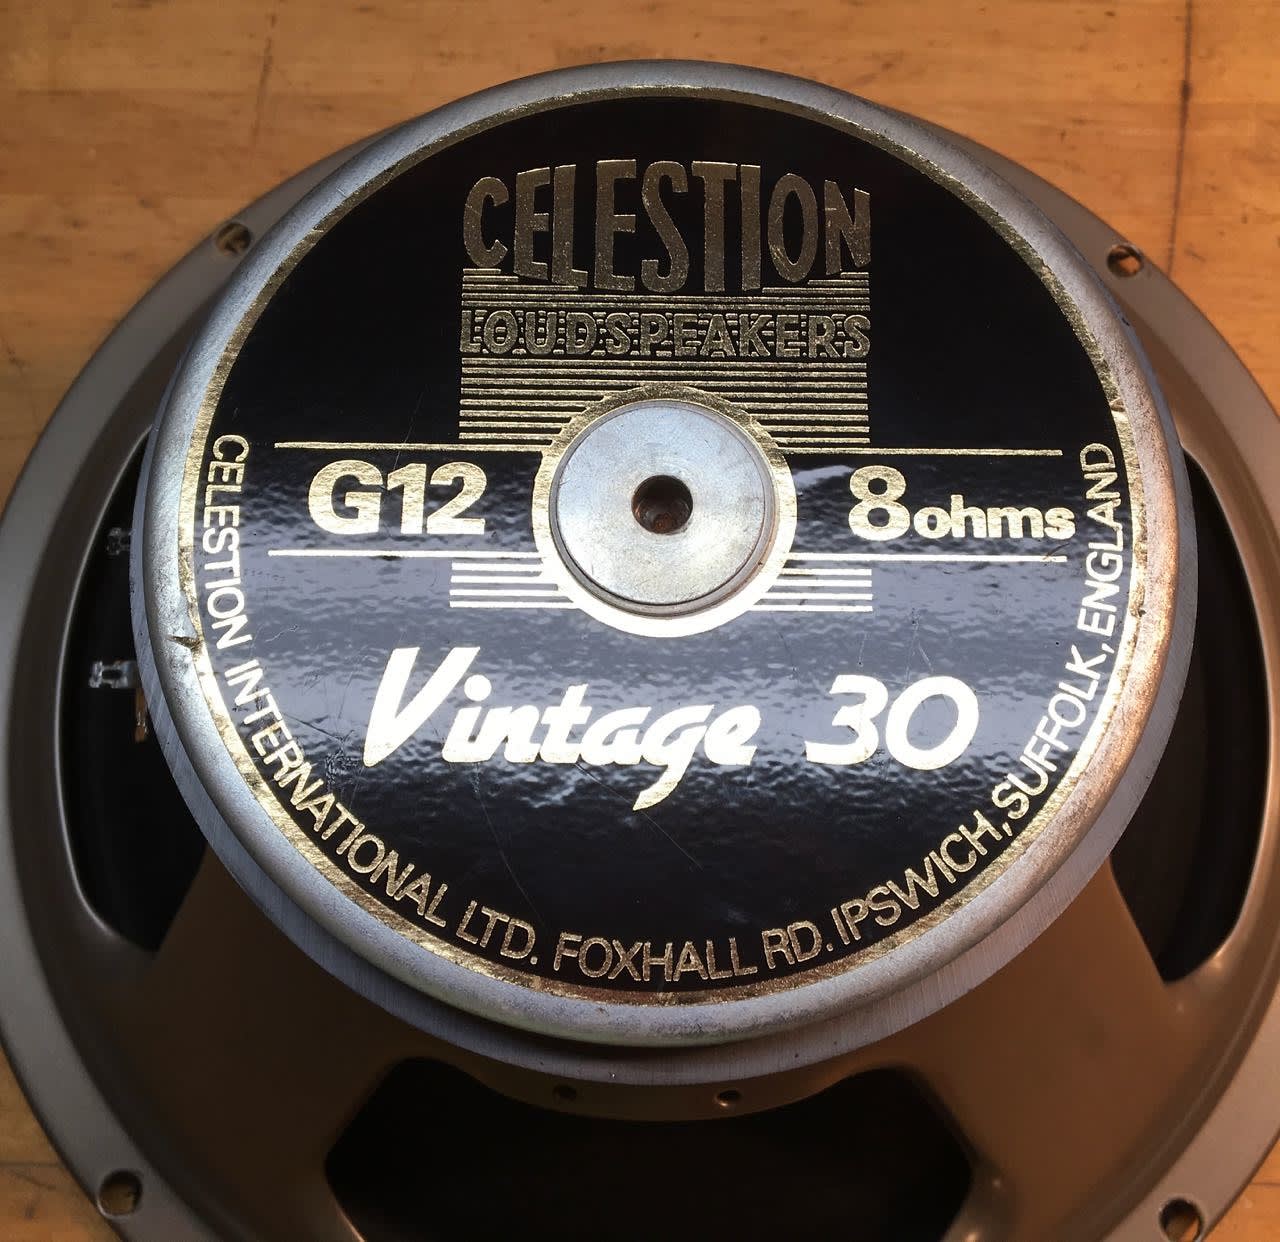 CELESTION
LOUDSPEAKERS
G12
8ohms
Vintage 30
CELESTION INTERNATIONAL LTD. FOXHALL RD. IPSWICH, SUFFOLK, ENGLAND